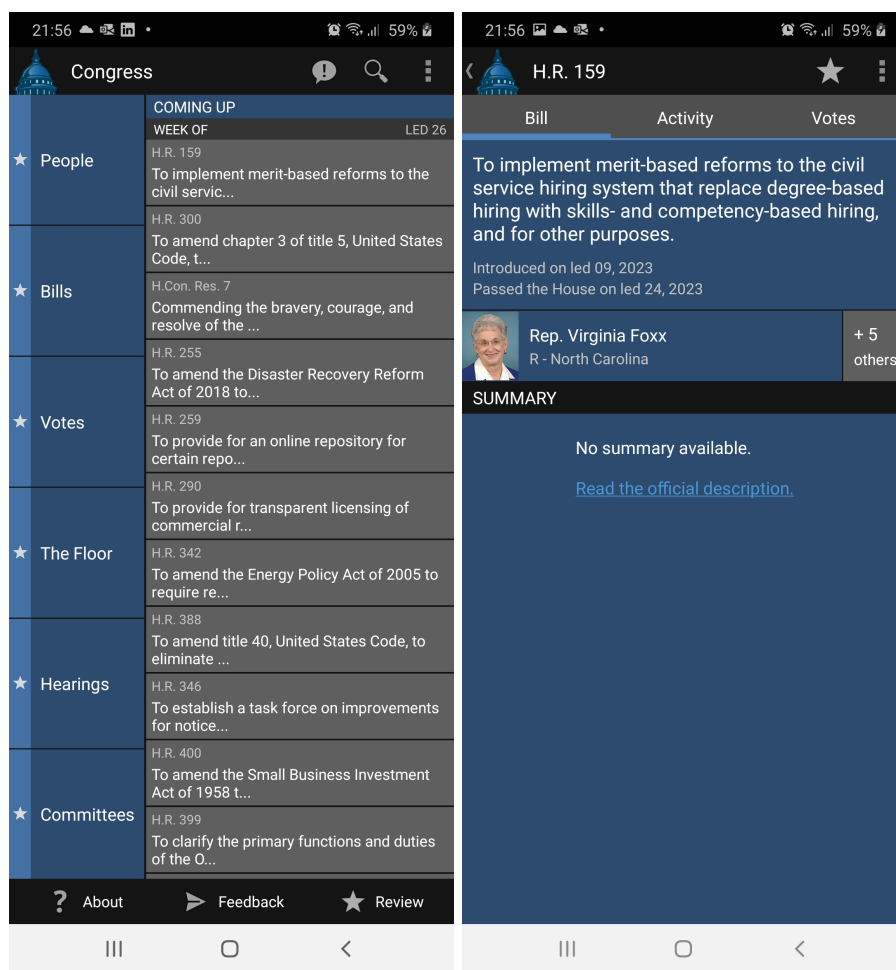 21:56
59%
Congress
People
Bills
Votes
The Floor
Hearings
Committees
COMING UP
WEEK OF LED 26
H.R. 159
To implement merit-based reforms to the
civil servic...
H.R. 300
To amend chapter 3 of title 5, United States
Code, t...
H.Con. Res. 7
Commending the bravery, courage, and
resolve of the ...
H.R. 255
To amend the Disaster Recovery Reform
Act of 2018 to...
H.R. 259
To provide for an online repository for
certain repo...
H.R. 290
To provide for transparent licensing of
commercial r...
H.R. 342
To amend the Energy Policy Act of 2005 to
require re...
H.R. 388
To amend title 40, United States Code, to
eliminate ...
H.R. 346
To establish a task force on improvements
for notice...
H.R. 400
To amend the Small Business Investment
Act of 1958 t...
H.R. 399
To clarify the primary functions and duties
of the O...
About
Feedback
Review
21:56
59%
H.R. 159
Bill
Activity
Votes
To implement merit-based reforms to the civil
service hiring system that replace degree-based
hiring with skills- and competency-based hiring,
and for other purposes.
Introduced on led 09, 2023
Passed the House on led 24, 2023
Rep. Virginia Foxx
R - North Carolina
+ 5
others
SUMMARY
No summary available.
Read the official description.